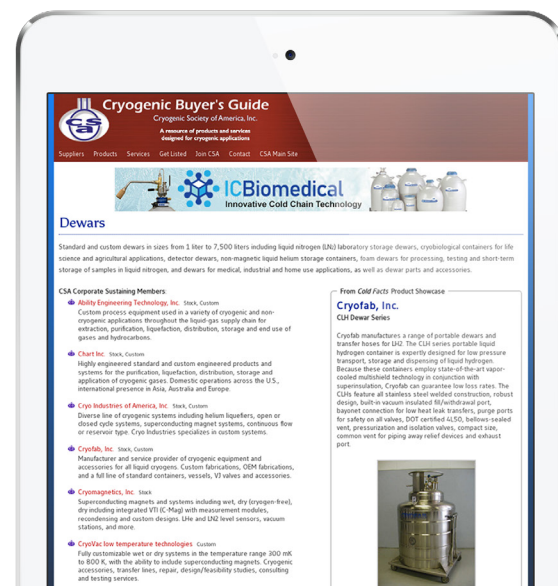 Cryogenic Buyer's Guide
Cryogenic Society of America, Inc.
A resource of products and services
designed for cryogenic applications
csa
Suppliers Products Services Get Listed Join CSA Contact CSA Main Site
ICBiomedical
Innovative Cold Chain Technology
Dewars
Standard and custom dewars in sizes from 1 liter to 7,500 liters including liquid nitrogen (LN₂) laboratory storage dewars, cryobiological containers for life
science and agricultural applications, detector dewars, non-magnetic liquid helium storage containers, foam dewars for processing, testing and short-term
storage of samples in liquid nitrogen, and dewars for medical, industrial and home use applications, as well as dewar parts and accessories.
CSA Corporate Sustaining Members:
Ability Engineering Technology, Inc. Stock, Custom
Custom process equipment used in a variety of cryogenic and non-
cryogenic applications throughout the liquid-gas supply chain for
extraction, purification, liquefaction, distribution, storage and end use of
gases and hydrocarbons.
Chart Inc. Stock, Custom
Highly engineered standard and custom engineered products and
systems for the purification, liquefaction, distribution, storage and
application of cryogenic gases. Domestic operations across the U.S.,
international presence in Asia, Australia and Europe.
Cryo Industries of America, Inc. Stock, Custom
Diverse line of cryogenic systems including helium liquefiers, open or
closed cycle systems, superconducting magnet systems, continuous flow
or reservoir type. Cryo Industries specializes in custom systems.
Cryofab, Inc. Stock, Custom
Manufacturer and service provider of cryogenic equipment and
accessories for all liquid cryogens. Custom fabrications, OEM fabrications,
and a full line of standard containers, vessels, VJ valves and accessories.
Cryomagnetics, Inc. Stock
Superconducting magnets and systems including wet, dry (cryogen-free),
dry including integrated VTI (C-Mag) with measurement modules,
recondensing and custom designs. LHe and LN2 level sensors, vacuum
stations, and more.
CryoVac low temperature technologies Custom
Fully customizable wet or dry systems in the temperature range 300 mK
to 800 K, with the ability to include superconducting magnets. Cryogenic
accessories, transfer lines, repair, design/feasibility studies, consulting
and testing services.
From Cold Facts Product Showcase
Cryofab, Inc.
CLH Dewar Series
Cryofab manufactures a range of portable dewars and
transfer hoses for LH2. The CLH series portable liquid
hydrogen container is expertly designed for low pressure
transport, storage and dispensing of liquid hydrogen.
Because these containers employ state-of-the-art vapor-
cooled multishield technology in conjunction with
superinsulation, Cryofab can guarantee low loss rates. The
CLHs feature all stainless steel welded construction, robust
design, built-in vacuum insulated fill/withdrawal port,
bayonet connection for low heat leak transfers, purge ports
for safety on all valves, DOT certified 4L50, bellows-sealed
vent, pressurization and isolation valves, compact size,
common vent for piping away relief devices and exhaust
port.